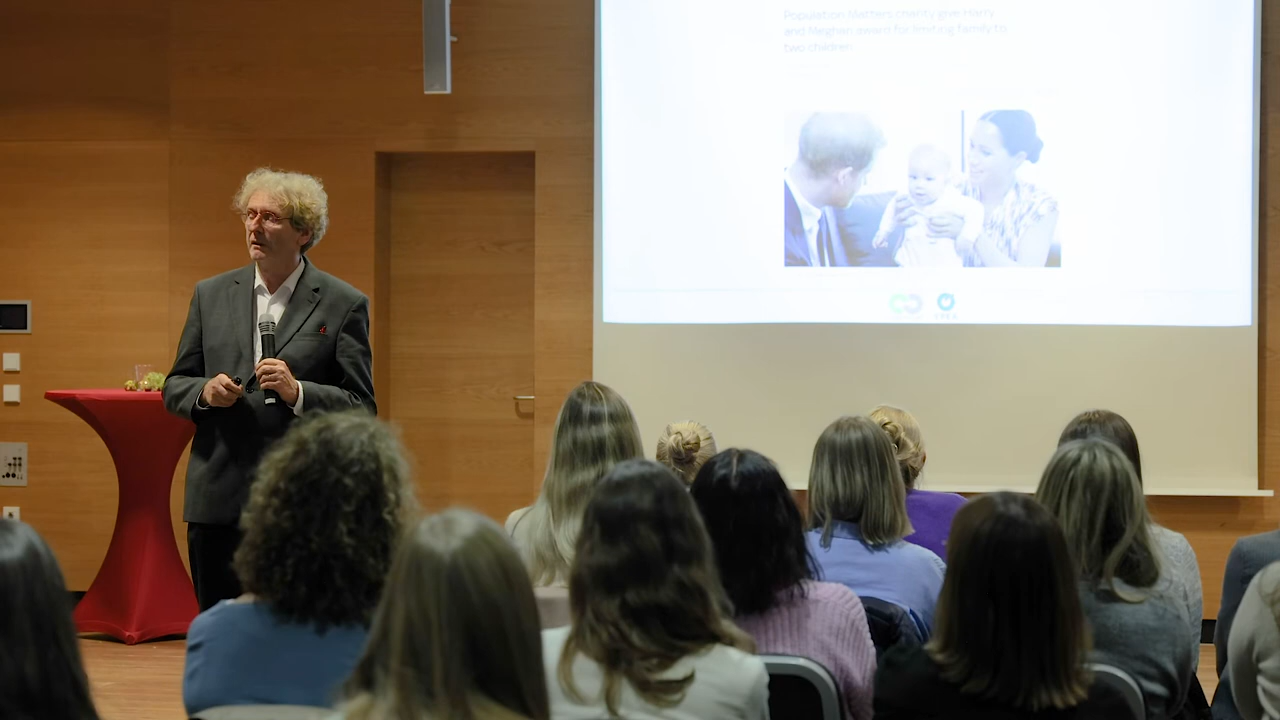 Population Matters charity give Harry
and Meghan award for limiting family to
two children